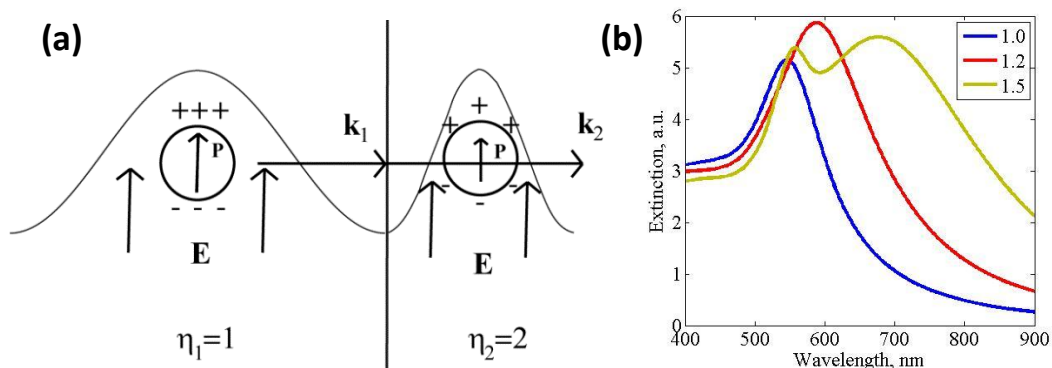 (a)
+++
P
- - -
E
η₁=1
k₁
+
+ +
P
- -
-
E
η₂=2
k₂
(b)
Extinction, a.u.
6
5
4
3
2
1
0
400 500 600 700 800 900
Wavelength, nm
1.0
1.2
1.5